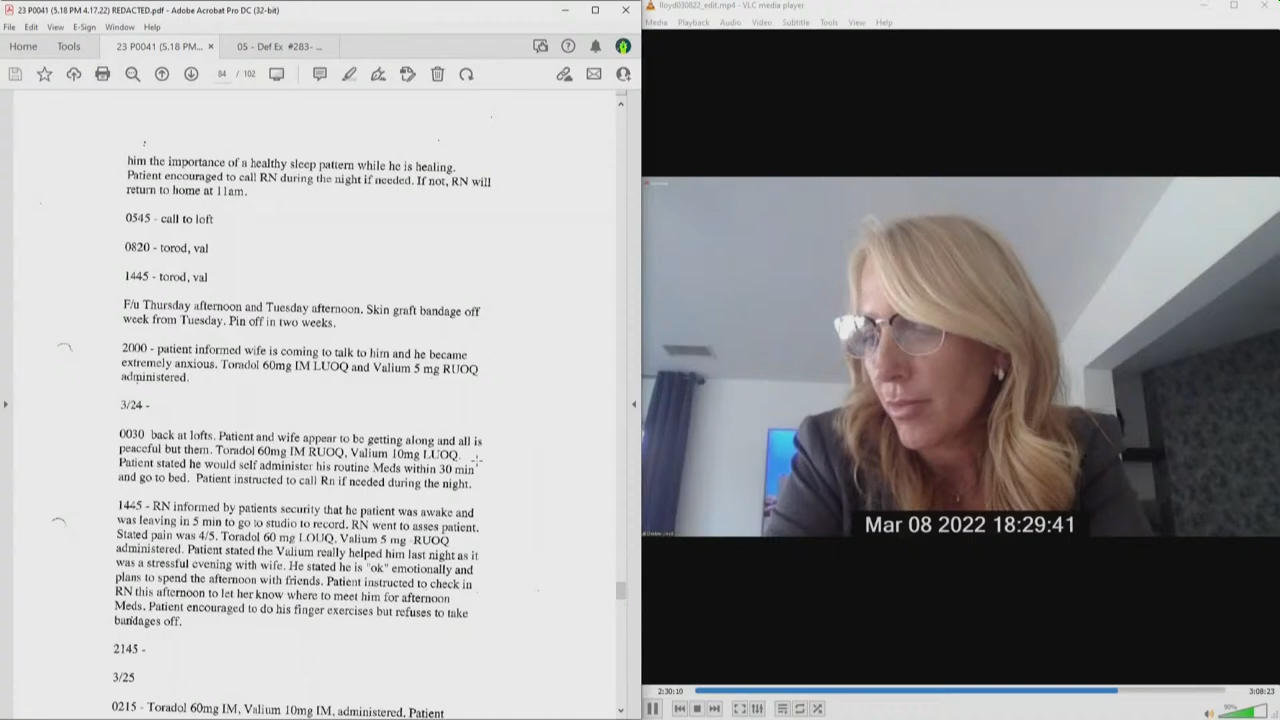 23 P0041 (5.18 PM 4.17.22) REDACTED.pdf - Adobe Acrobat Pro DC (32-bit)
File Edit View E-Sign Window Help
Home Tools 23 P0041 (5.18 PM... × 05 - Def Ex #283- ...
84 / 102
him the importance of a healthy sleep pattern while he is healing.
Patient encouraged to call RN during the night if needed. If not, RN will
return to home at 11am.
0545 - call to loft
0820 - torod, val
1445 - torod, val
F/u Thursday afternoon and Tuesday afternoon. Skin graft bandage off
week from Tuesday. Pin off in two weeks.
2000 - patient informed wife is coming to talk to him and he became
extremely anxious. Toradol 60mg IM LUOQ and Valium 5 mg RUOQ
administered.
3/24 -
0030 back at lofts. Patient and wife appear to be getting along and all is
peaceful but them. Toradol 60mg IM RUOQ, Valium 10mg LUOQ.
Patient stated he would self administer his routine Meds within 30 min
and go to bed. Patient instructed to call Rn if needed during the night.
1445 - RN informed by patients security that he patient was awake and
was leaving in 5 min to go to studio to record. RN went to asses patient.
Stated pain was 4/5. Toradol 60 mg LOUQ, Valium 5 mg RUOQ
administered. Patient stated the Valium really helped him last night as it
was a stressful evening with wife. He stated he is "ok" emotionally and
plans to spend the afternoon with friends. Patient instructed to check in
RN this afternoon to let her know where to meet him for afternoon
Meds. Patient encouraged to do his finger exercises but refuses to take
bandages off.
2145 -
3/25
0215 - Toradol 60mg IM, Valium 10mg IM, administered. Patient
lloyd030822_edit.mp4 - VLC media player
Media Playback Audio Video Subtitle Tools View Help
Mar 08 2022 18:29:41
2:30:10
3:08:23
90%